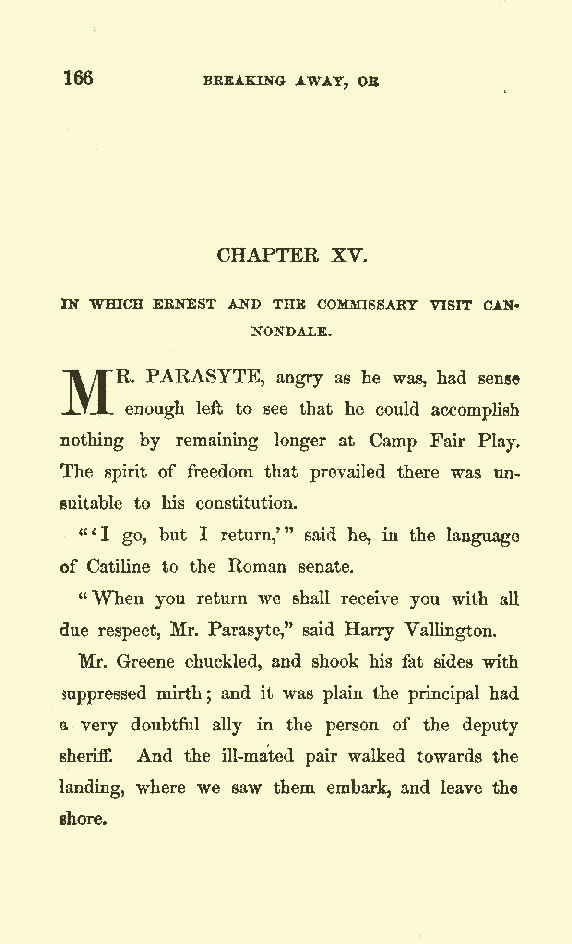 166 BREAKING AWAY, OR
CHAPTER XV.
IN WHICH ERNEST AND THE COMMISSARY VISIT CAN-
NONDALE.
MR. PARASYTE, angry as he was, had sense
enough left to see that he could accomplish
nothing by remaining longer at Camp Fair Play.
The spirit of freedom that prevailed there was un-
suitable to his constitution.
"'I go, but I return,'" said he, in the language
of Catiline to the Roman senate.
"When you return we shall receive you with all
due respect, Mr. Parasyte," said Harry Vallington.
Mr. Greene chuckled, and shook his fat sides with
suppressed mirth; and it was plain the principal had
a very doubtful ally in the person of the deputy
sheriff. And the ill-mated pair walked towards the
landing, where we saw them embark, and leave the
shore.